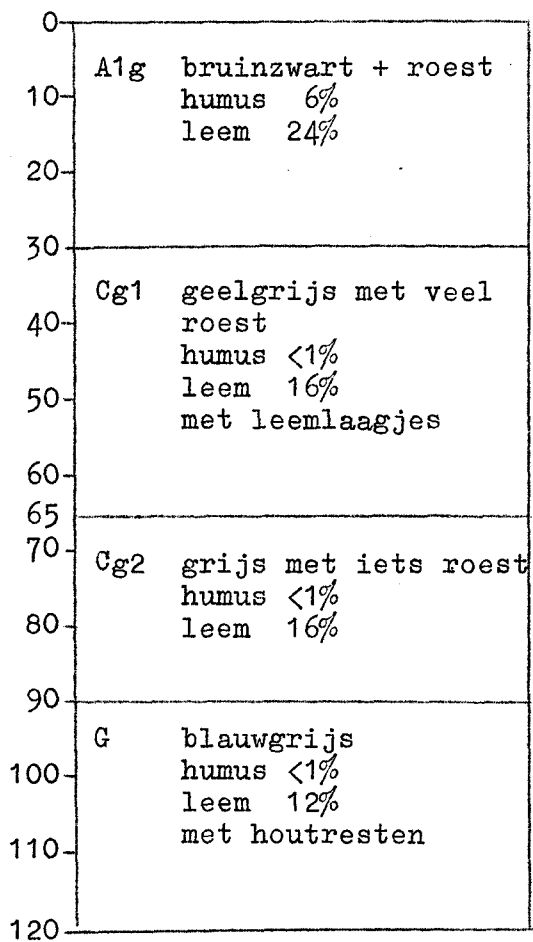 0
A1g bruinzwart + roest
10 humus 6%
leem 24%
20
30
Cg1 geelgrijs met veel
40 roest
humus <1%
leem 16%
50
met leemlaagjes
60
65
70
Cg2 grijs met iets roest
humus <1%
80 leem 16%
90
G blauwgrijs
100 humus <1%
leem 12%
met houtresten
110
120